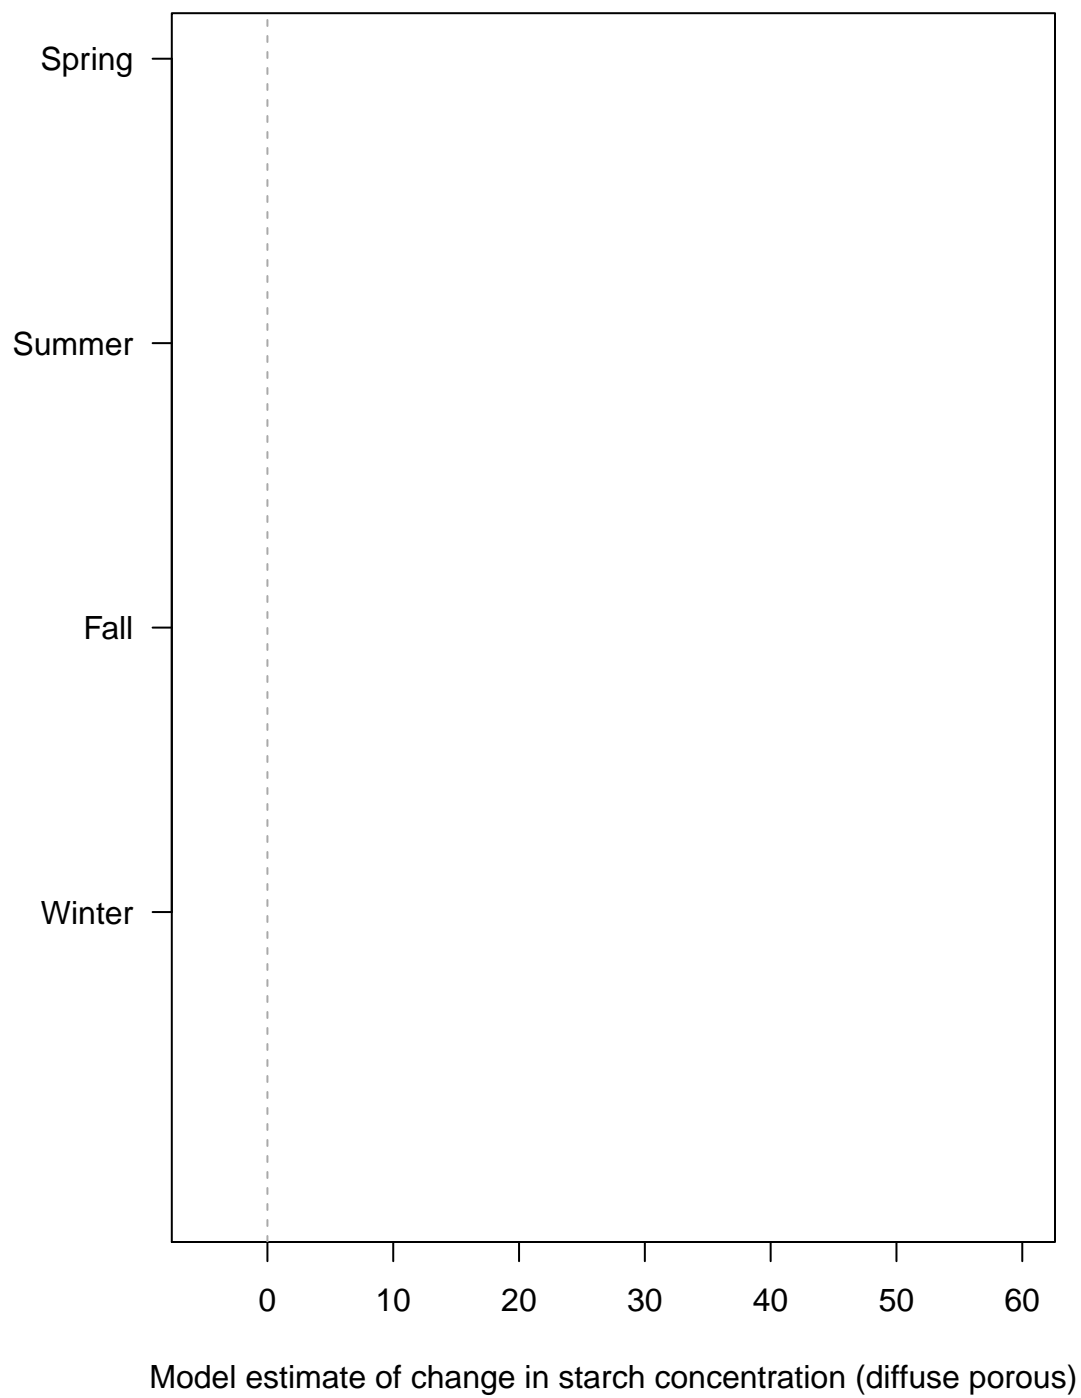 Spring
Summer
Fall
Winter
0 10 20 30 40 50 60
Model estimate of change in starch concentration (diffuse porous)